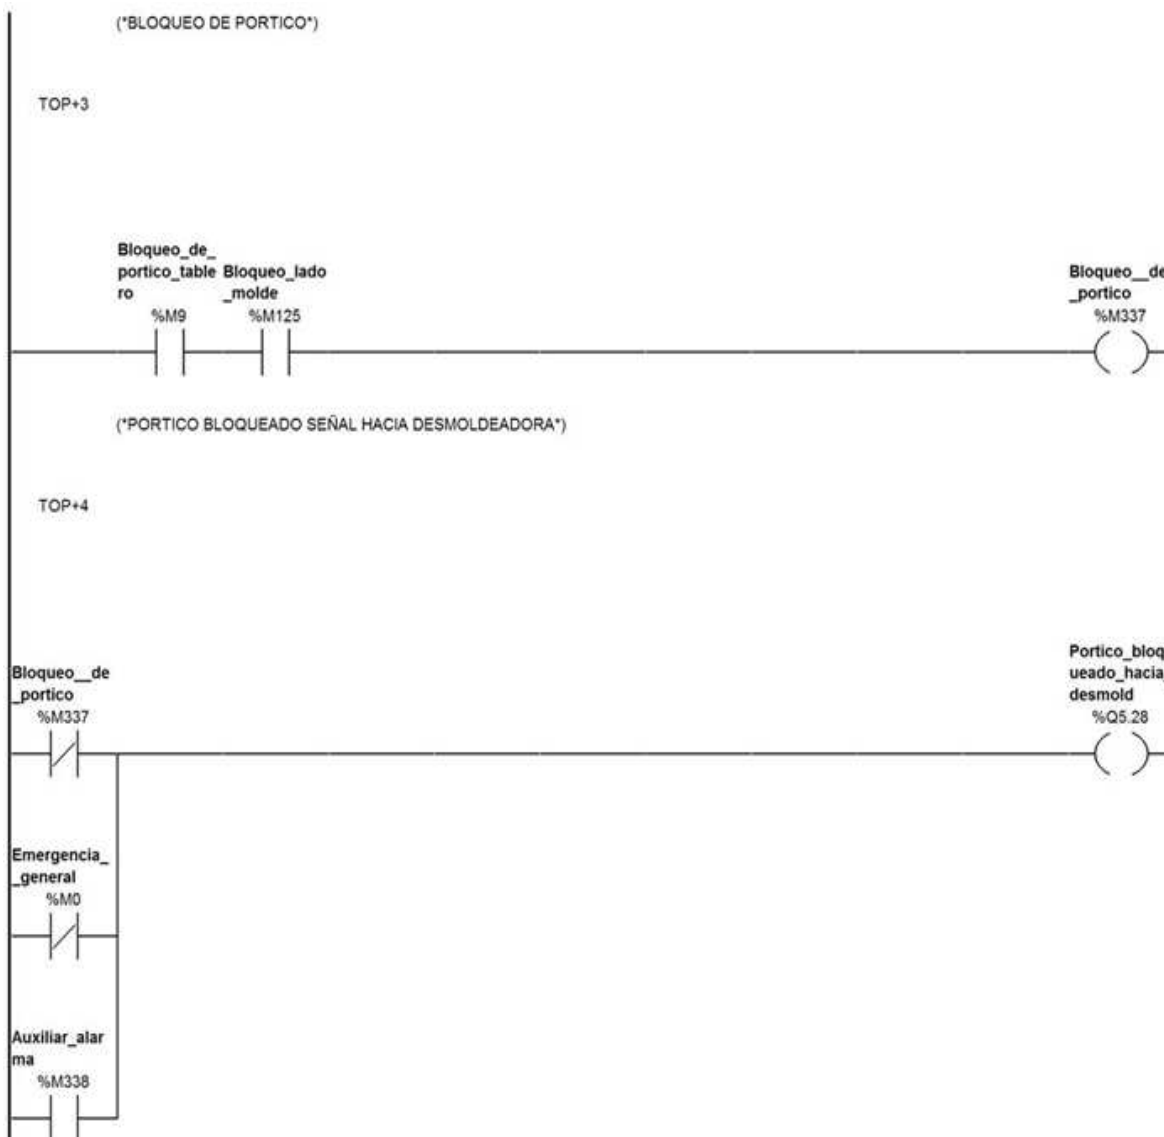 (*BLOQUEO DE PORTICO*)
TOP+3
Bloqueo_de_
portico_table
ro
%M9
Bloqueo_lado
_molde
%M125
Bloqueo__de
_portico
%M337
(*PORTICO BLOQUEADO SEÑAL HACIA DESMOLDEADORA*)
TOP+4
Bloqueo__de
_portico
%M337
Portico_bloq
ueado_hacia_
desmold
%Q5.28
Emergencia_
_general
%M0
Auxiliar_alar
ma
%M338